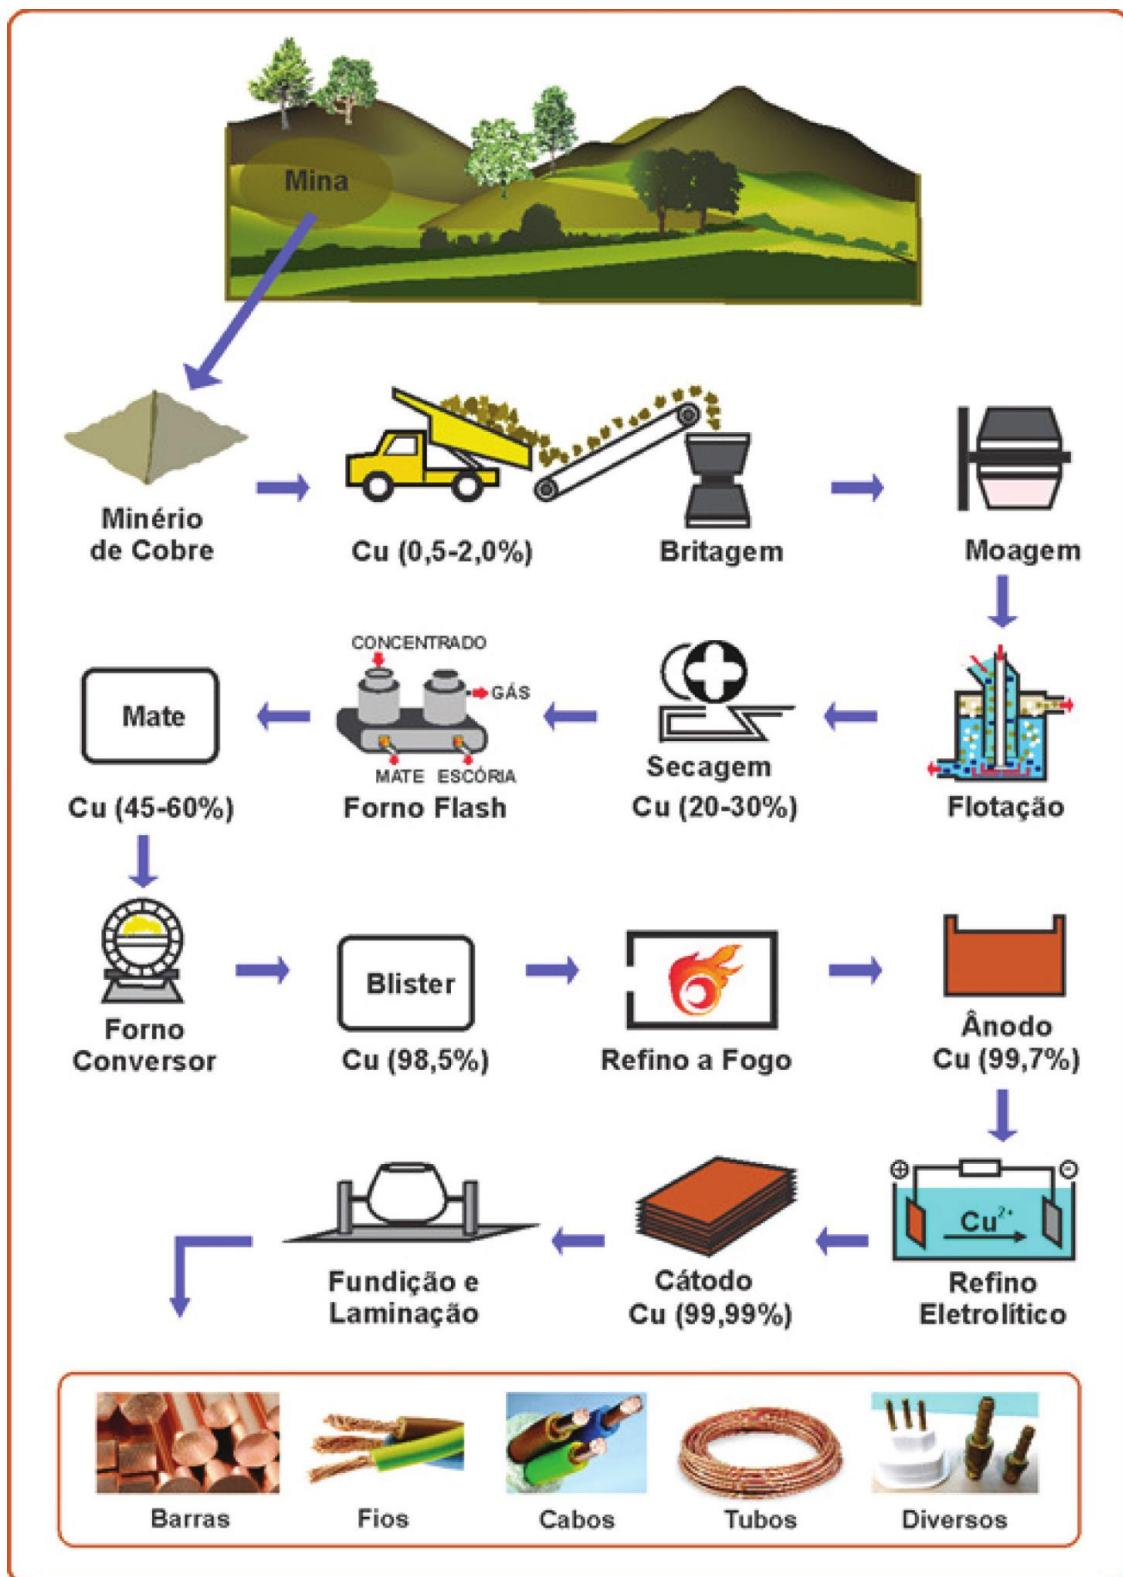 Mina
Minério
de Cobre
Cu (0,5-2,0%)
Britagem
Moagem
Flotação
Secagem
Cu (20-30%)
CONCENTRADO
GÁS
MATE
ESCÓRIA
Forno Flash
Mate
Cu (45-60%)
Forno
Conversor
Blister
Cu (98,5%)
Refino a Fogo
Ânodo
Cu (99,7%)
+
-
Cu²⁺
Refino
Eletrolítico
Cátodo
Cu (99,99%)
Fundição e
Laminação
Barras
Fios
Cabos
Tubos
Diversos